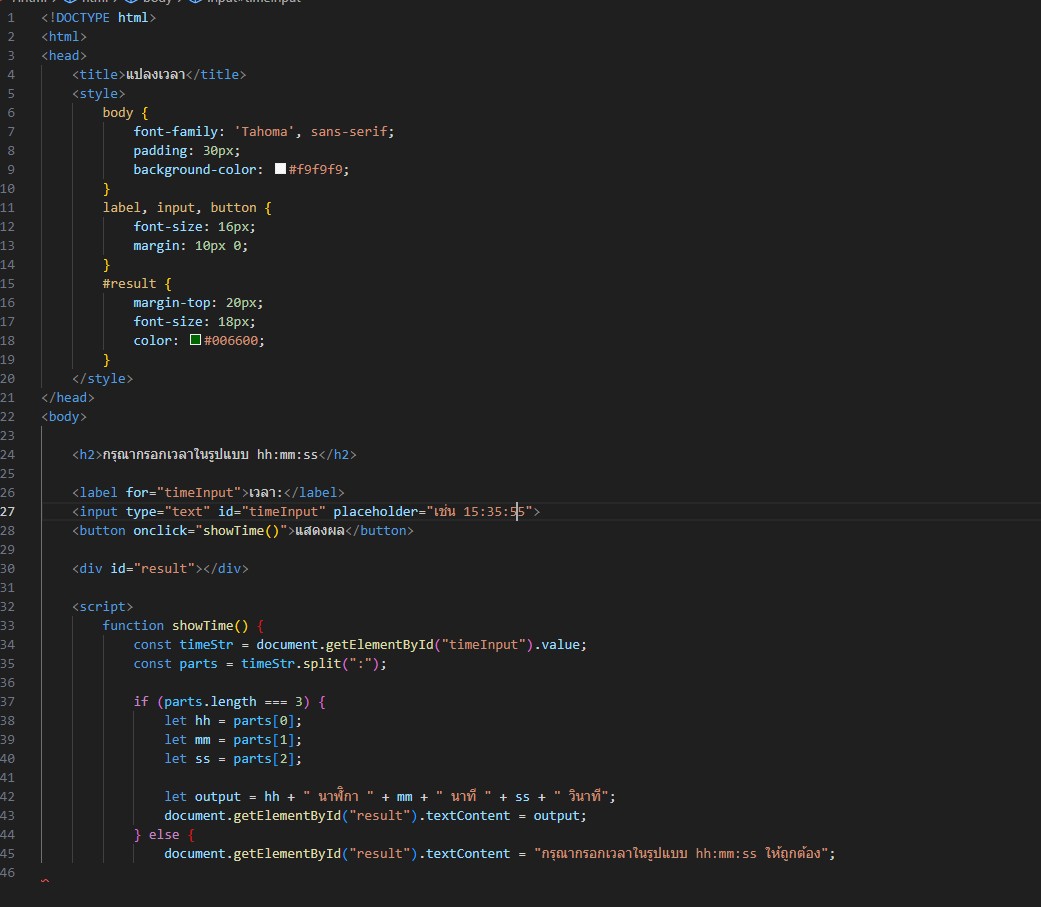 1 <!DOCTYPE html>
2 <html>
3 <head>
4 <title>แปลงเวลา</title>
5 <style>
6 body {
7 font-family: 'Tahoma', sans-serif;
8 padding: 30px;
9 background-color: #f9f9f9;
10 }
11 label, input, button {
12 font-size: 16px;
13 margin: 10px 0;
14 }
15 #result {
16 margin-top: 20px;
17 font-size: 18px;
18 color: #006600;
19 }
20 </style>
21 </head>
22 <body>
23
24 <h2>กรุณากรอกเวลาในรูปแบบ hh:mm:ss</h2>
25
26 <label for="timeInput">เวลา:</label>
27 <input type="text" id="timeInput" placeholder="เช่น 15:35:55">
28 <button onclick="showTime()">แสดงผล</button>
29
30 <div id="result"></div>
31
32 <script>
33 function showTime() {
34 const timeStr = document.getElementById("timeInput").value;
35 const parts = timeStr.split(":");
36
37 if (parts.length === 3) {
38 let hh = parts[0];
39 let mm = parts[1];
40 let ss = parts[2];
41
42 let output = hh + " นาฬิกา " + mm + " นาที " + ss + " วินาที";
43 document.getElementById("result").textContent = output;
44 } else {
45 document.getElementById("result").textContent = "กรุณากรอกเวลาในรูปแบบ hh:mm:ss ให้ถูกต้อง";
46